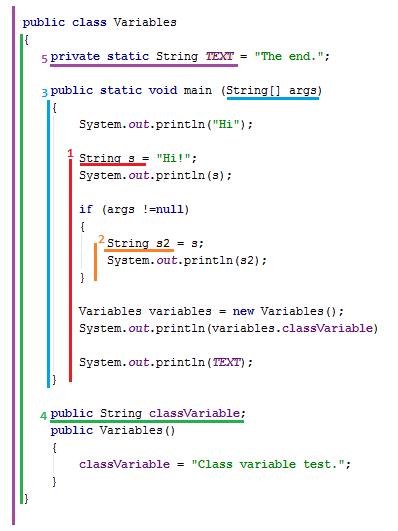 public class Variables
{
5 private static String TEXT = "The end.";
3 public static void main (String[] args)
{
System.out.println("Hi");
1 String s = "Hi!";
System.out.println(s);
if (args !=null)
{
2 String s2 = s;
System.out.println(s2);
}
Variables variables = new Variables();
System.out.println(variables.classVariable)
System.out.println(TEXT);
}
4 public String classVariable;
public Variables()
{
classVariable = "Class variable test.";
}
}